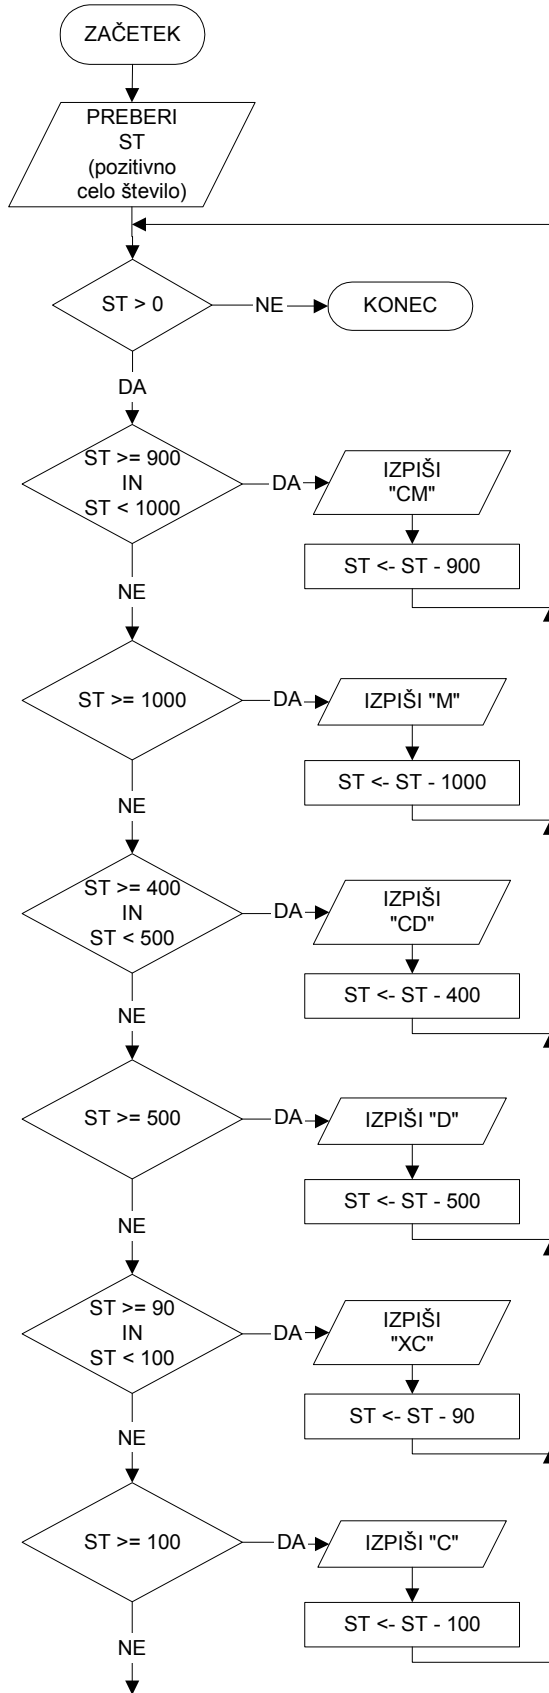 ZAČETEK
PREBERI
ST
(pozitivno
celo število)
ST > 0
NE
KONEC
DA
ST >= 900
IN
ST < 1000
DA
IZPIŠI
"CM"
ST <- ST - 900
NE
ST >= 1000
DA
IZPIŠI "M"
ST <- ST - 1000
NE
ST >= 400
IN
ST < 500
DA
IZPIŠI
"CD"
ST <- ST - 400
NE
ST >= 500
DA
IZPIŠI "D"
ST <- ST - 500
NE
ST >= 90
IN
ST < 100
DA
IZPIŠI
"XC"
ST <- ST - 90
NE
ST >= 100
DA
IZPIŠI "C"
ST <- ST - 100
NE